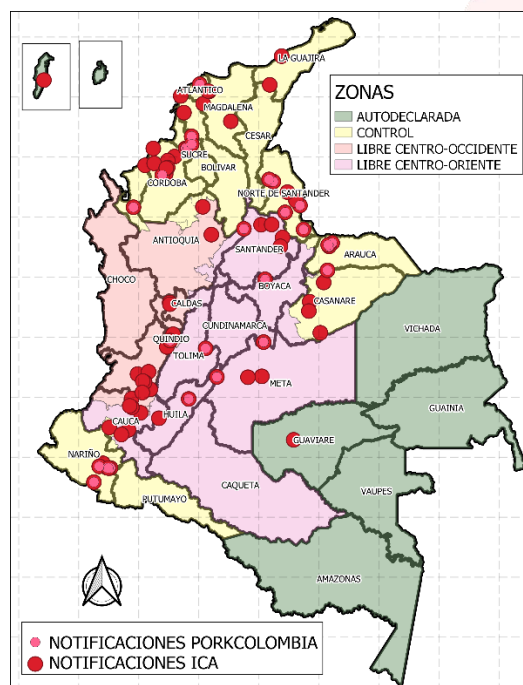 LA GUAJIRA
ATLANTICO
MAGDALENA
ZONAS
AUTODECLARADA
CONTROL
LIBRE CENTRO-OCCIDENTE
LIBRE CENTRO-ORIENTE
CESAR
SUCRE
BOLIVAR
CORDOBA
NORTE DE SANTANDER
ANTIOQUIA
SANTANDER
ARAUCA
CHOCO
BOYACA
CASANARE
CALDAS
CUNDINAMARCA
VICHADA
QUINDIO
TOLIMA
META
GUAINIA
CAUCA
HUILA
GUAVIARE
NARIÑO
CAQUETA
VAUPES
PUTUMAYO
AMAZONAS
NOTIFICACIONES PORKCOLOMBIA
NOTIFICACIONES ICA